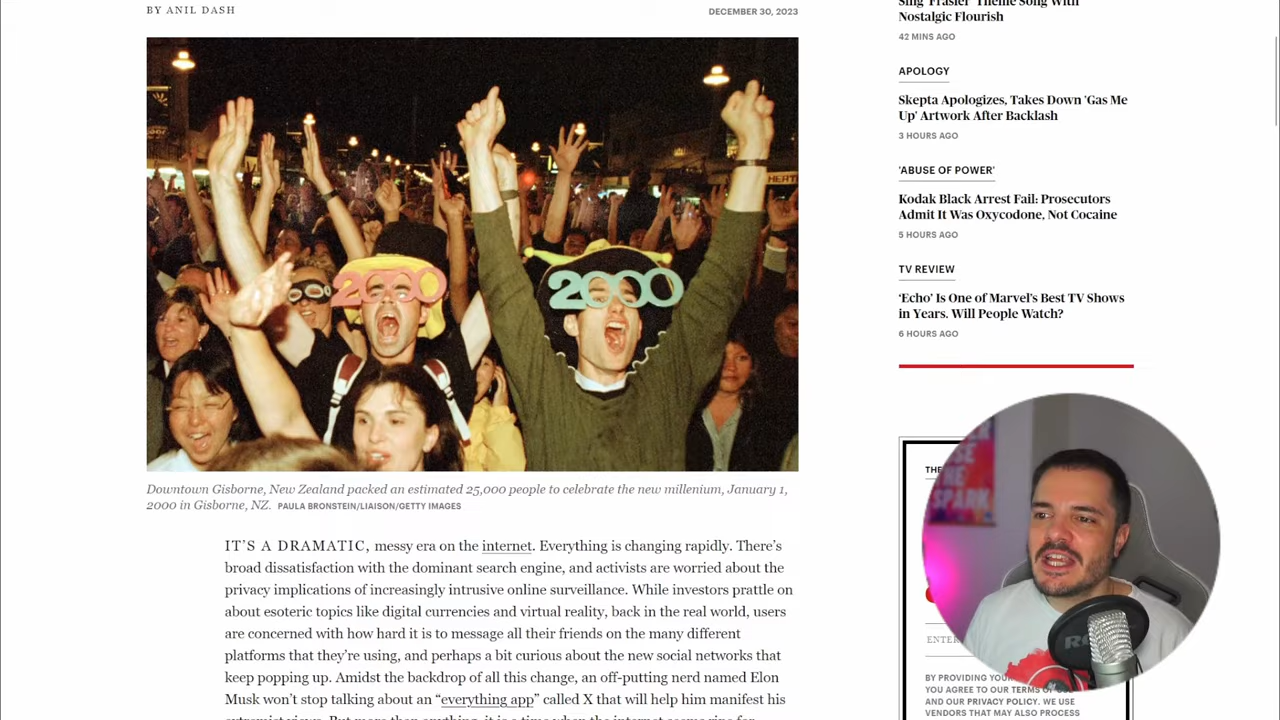 BY ANIL DASH
DECEMBER 30, 2023
2000
2000
Downtown Gisborne, New Zealand packed an estimated 25,000 people to celebrate the new millenium, January 1,
2000 in Gisborne, NZ. PAULA BRONSTEIN/LIAISON/GETTY IMAGES
IT'S A DRAMATIC, messy era on the internet. Everything is changing rapidly. There's
broad dissatisfaction with the dominant search engine, and activists are worried about the
privacy implications of increasingly intrusive online surveillance. While investors prattle on
about esoteric topics like digital currencies and virtual reality, back in the real world, users
are concerned with how hard it is to message all their friends on the many different
platforms that they're using, and perhaps a bit curious about the new social networks that
keep popping up. Amidst the backdrop of all this change, an off-putting nerd named Elon
Musk won't stop talking about an “everything app” called X that will help him manifest his
Sing 'Frasier' Theme Song With
Nostalgic Flourish
42 MINS AGO
APOLOGY
Skepta Apologizes, Takes Down 'Gas Me
Up' Artwork After Backlash
3 HOURS AGO
'ABUSE OF POWER'
Kodak Black Arrest Fail: Prosecutors
Admit It Was Oxycodone, Not Cocaine
5 HOURS AGO
TV REVIEW
'Echo' Is One of Marvel's Best TV Shows
in Years. Will People Watch?
6 HOURS AGO
THE
SPARK
ENTER
BY PROVIDING YOUR
YOU AGREE TO OUR TERMS OF
AND OUR PRIVACY POLICY. WE USE
VENDORS THAT MAY ALSO PROCESS